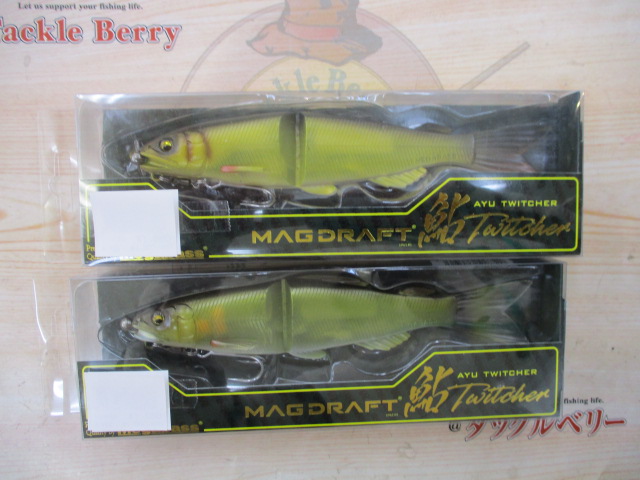 Let us support your fishing life.
Tackle Berry
AYU TWITCHER
MAGDRAFT 鮎 Twitcher
AYU TWITCHER
MAGDRAFT 鮎 Twitcher
fishing life.
@タックルベリー